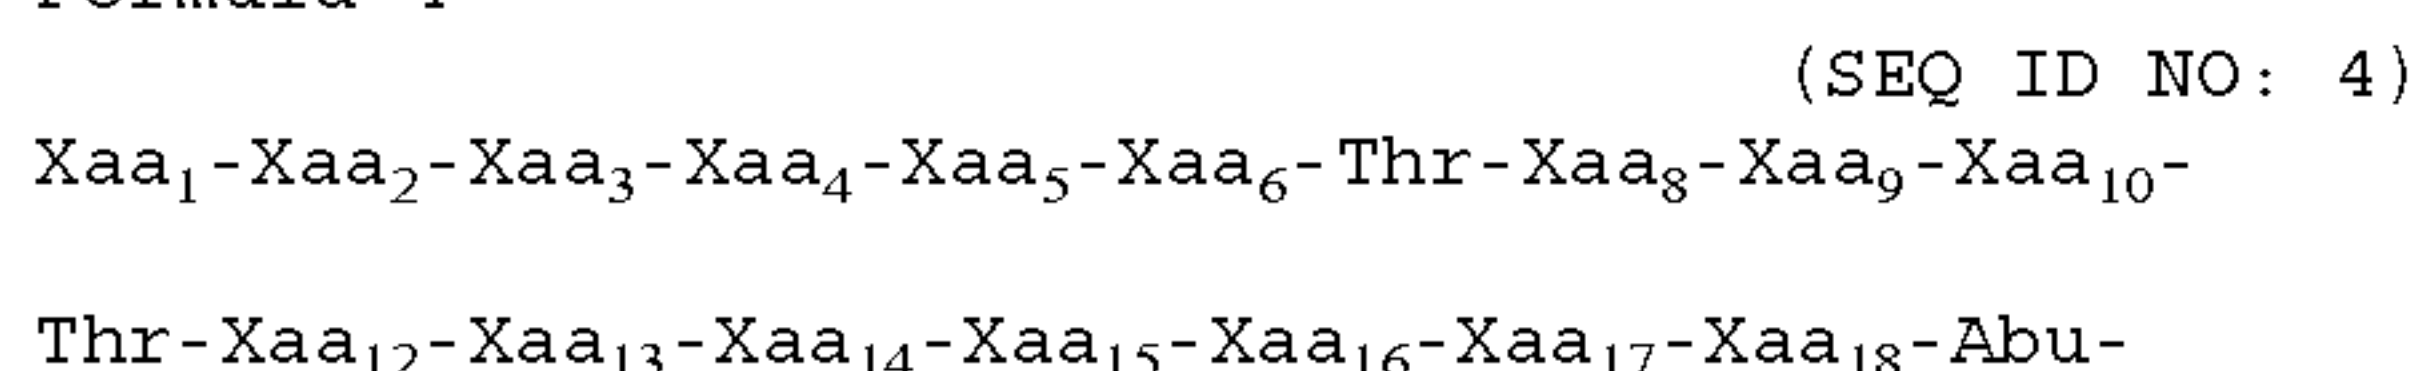 (SEQ ID NO: 4)
Xaa₁-Xaa₂-Xaa₃-Xaa₄-Xaa₅-Xaa₆-Thr-Xaa₈-Xaa₉-Xaa₁₀-
Thr-Xaa₁₂-Xaa₁₃-Xaa₁₄-Xaa₁₅-Xaa₁₆-Xaa₁₇-Xaa₁₈-Abu-